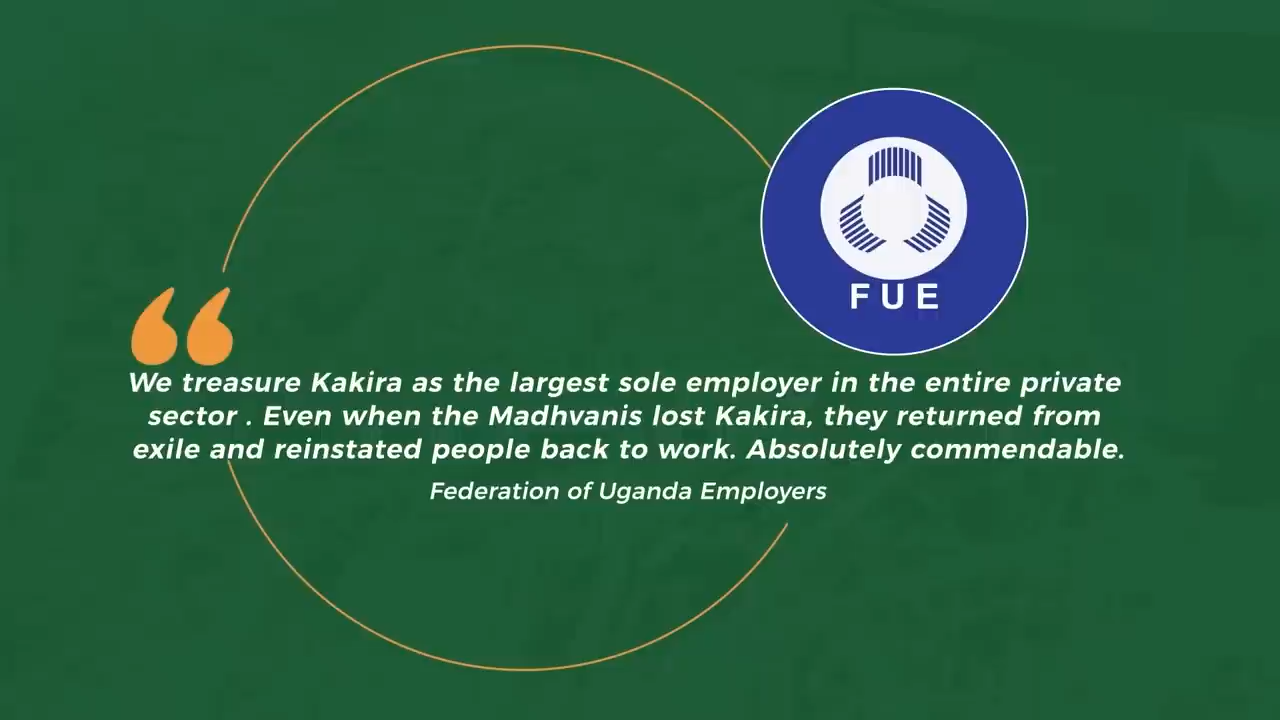 FUE
We treasure Kakira as the largest sole employer in the entire private
sector . Even when the Madhvanis lost Kakira, they returned from
exile and reinstated people back to work. Absolutely commendable.
Federation of Uganda Employers